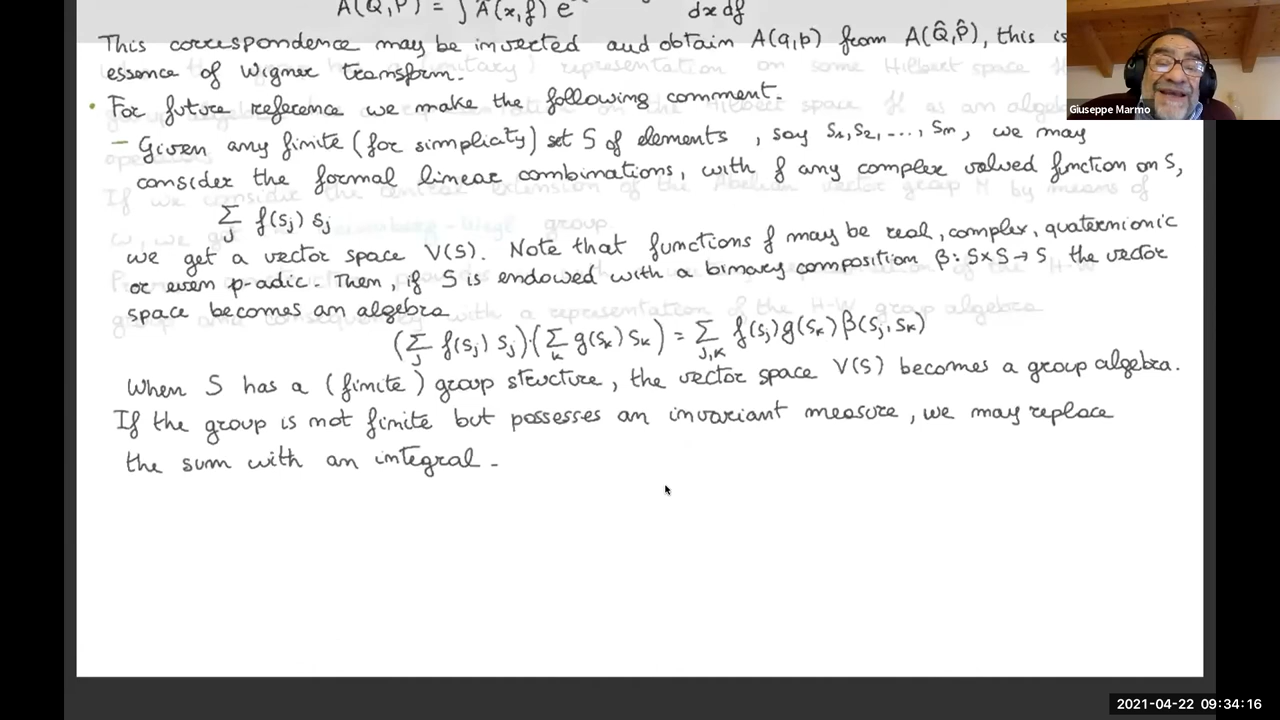 A(Q̂,P̂) = ∫ Ã(x,f) e dx df
This correspondence may be inverted and obtain A(q,p) from A(Q̂,P̂), this is
essence of Wigner transform.
• For future reference we make the following comment.
– Given any finite (for simplicity) set S of elements, say s₁, s₂, ..., sₙ, we may
consider the formal linear combinations, with f any complex valued function on S,
∑ⱼ f(sⱼ) sⱼ
we get a vector space V(S). Note that functions f may be real, complex, quaternionic
or even p-adic. Then, if S is endowed with a binary composition β: S×S → S the vector
space becomes an algebra
(∑ⱼ f(sⱼ) sⱼ)·(∑ₖ g(sₖ) sₖ) = ∑ⱼ,ₖ f(sⱼ)g(sₖ)β(sⱼ,sₖ)
When S has a (finite) group structure, the vector space V(S) becomes a group algebra.
If the group is not finite but possesses an invariant measure, we may replace
the sum with an integral –
Giuseppe Marmo
2021-04-22 09:34:16